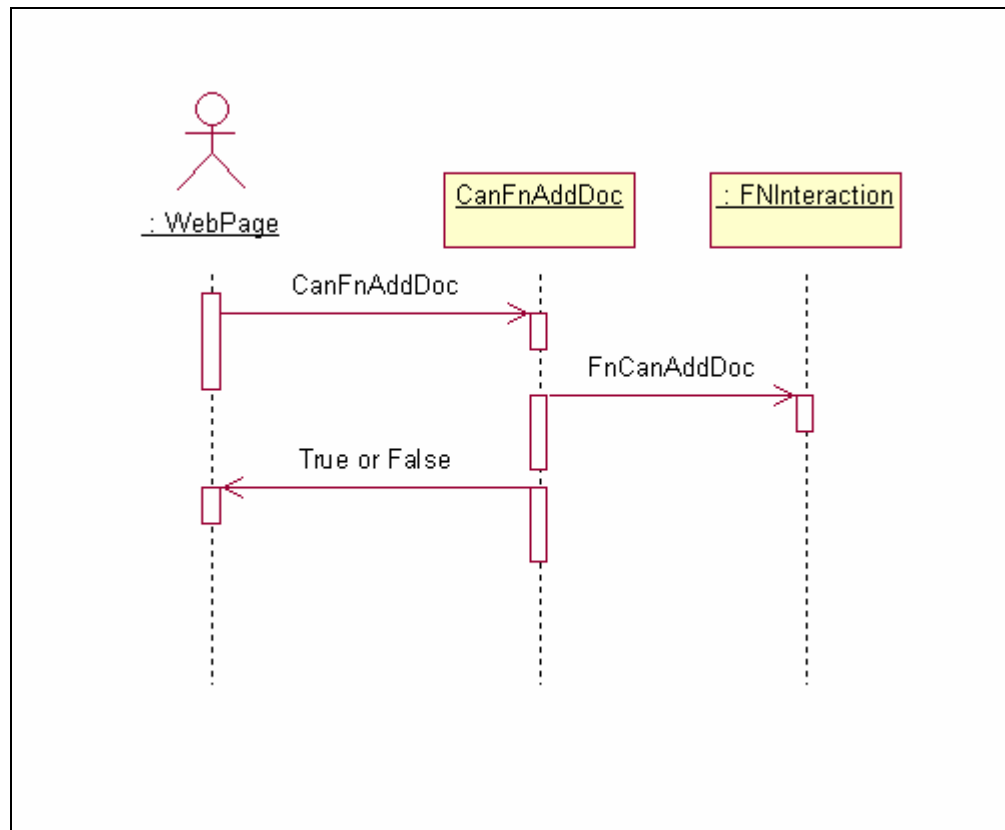 : WebPage
CanFnAddDoc
: FNInteraction
CanFnAddDoc
FnCanAddDoc
True or False